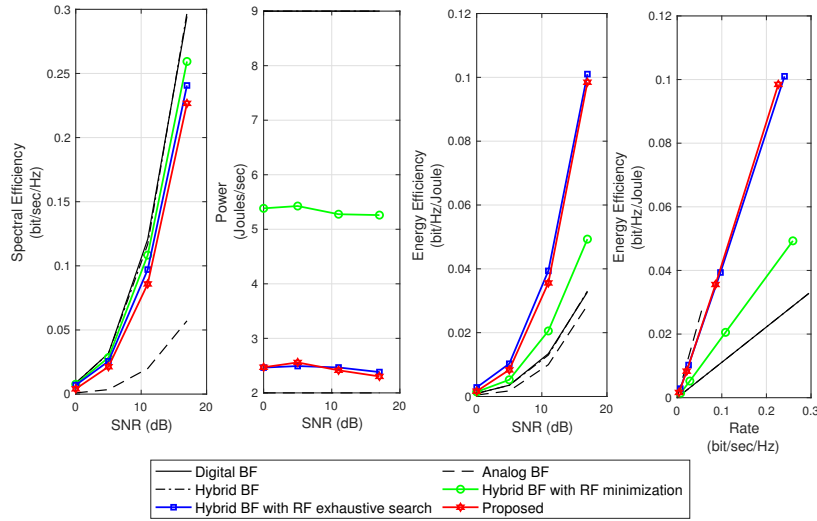 Spectral Efficiency
(bit/sec/Hz)
0.3
0.25
0.2
0.15
0.1
0.05
0
0 10 20
SNR (dB)
Power
(Joules/sec)
9
8
7
6
5
4
3
2
0 10 20
SNR (dB)
Energy Efficiency
(bit/Hz/Joule)
0.12
0.1
0.08
0.06
0.04
0.02
0
0 10 20
SNR (dB)
Energy Efficiency
(bit/Hz/Joule)
0.12
0.1
0.08
0.06
0.04
0.02
0
0 0.1 0.2 0.3
Rate
(bit/sec/Hz)
Digital BF
Hybrid BF
Hybrid BF with RF exhaustive search
Analog BF
Hybrid BF with RF minimization
Proposed